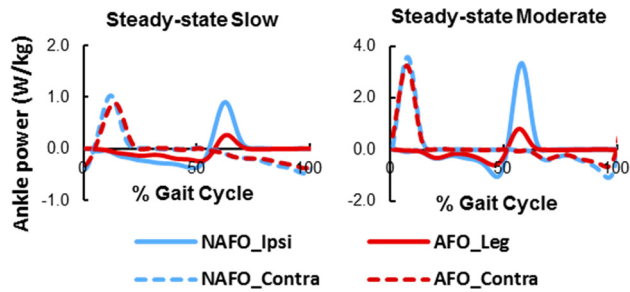 Steady-state Slow
Steady-state Moderate
Ankle power (W/kg)
2.0
1.0
0.0
-1.0
0
50
100
% Gait Cycle
4.0
2.0
0.0
-2.0
0
50
100
% Gait Cycle
NAFO_Ipsi
AFO_Leg
NAFO_Contra
AFO_Contra